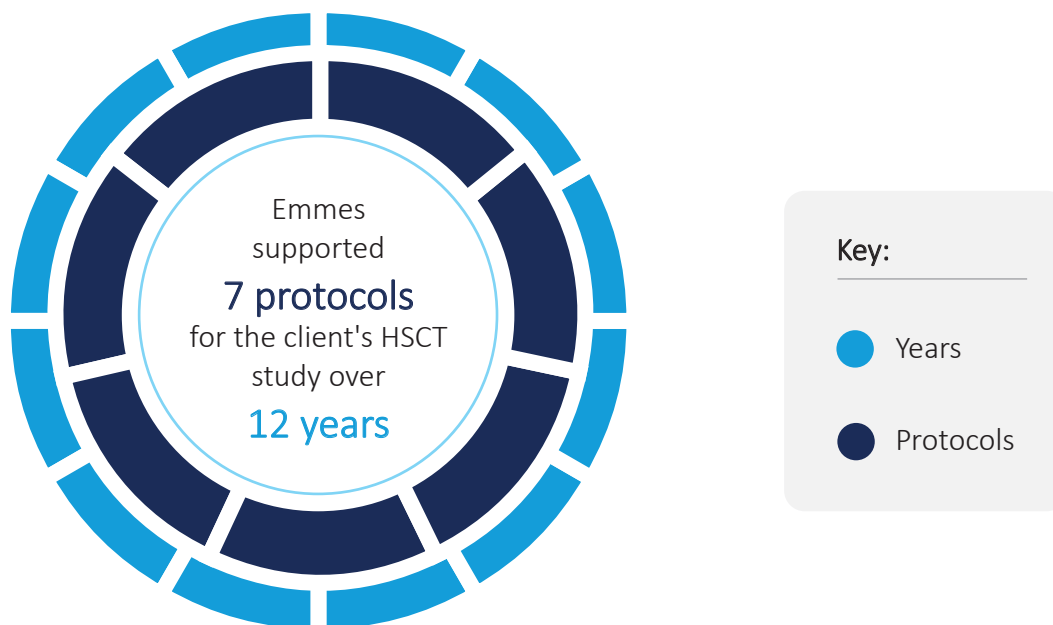 Emmes
supported
7 protocols
for the client's HSCT
study over
12 years
Key:
Years
Protocols